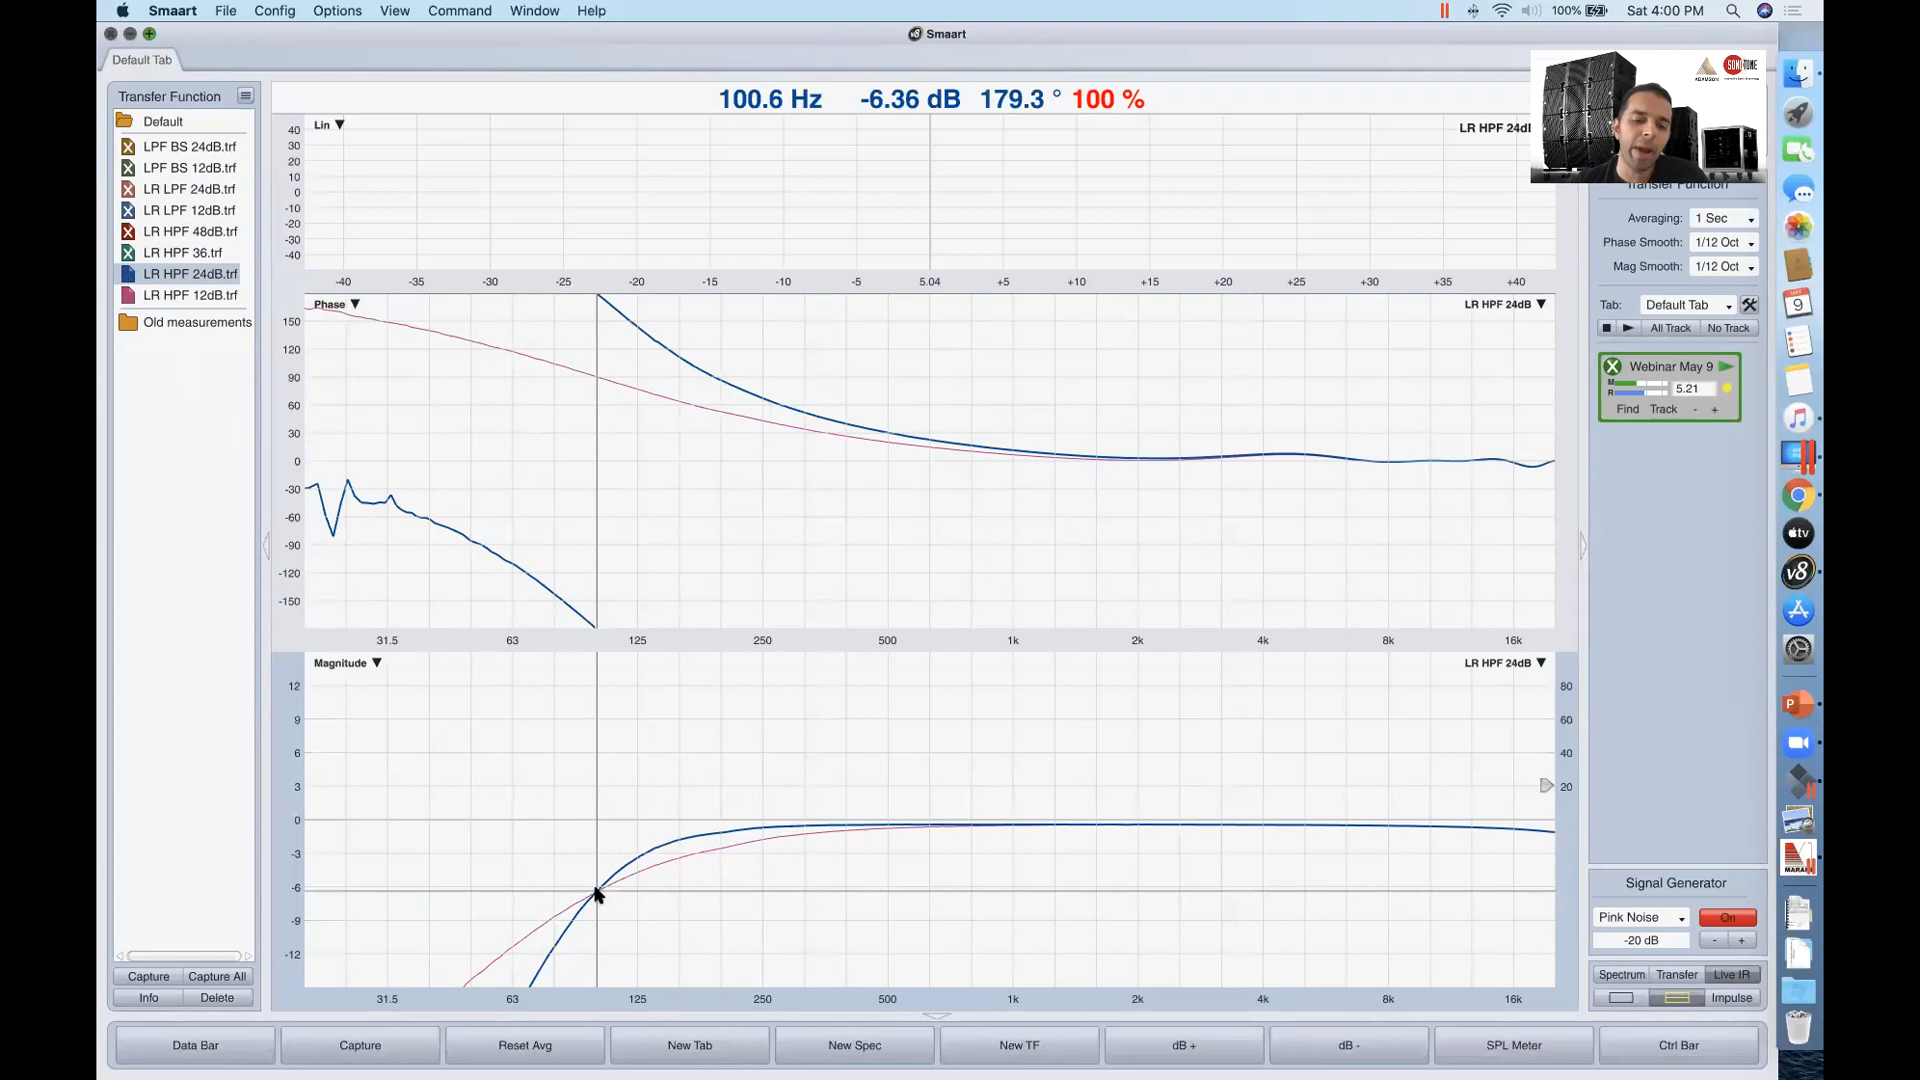 Smaart File Config Options View Command Window Help 100% Sat 4:00 PM
v8 Smaart
Default Tab
Transfer Function
Default
LPF BS 24dB.trf
LPF BS 12dB.trf
LR LPF 24dB.trf
LR LPF 12dB.trf
LR HPF 48dB.trf
LR HPF 36.trf
LR HPF 24dB.trf
LR HPF 12dB.trf
Old measurements
Capture Capture All
Info Delete
100.6 Hz -6.36 dB 179.3 ° 100 %
Lin ▼ LR HPF 24dB
40
30
20
10
0
-10
-20
-30
-40
-40 -35 -30 -25 -20 -15 -10 -5 5.04 +5 +10 +15 +20 +25 +30 +35 +40
Phase ▼ LR HPF 24dB ▼
150
120
90
60
30
0
-30
-60
-90
-120
-150
31.5 63 125 250 500 1k 2k 4k 8k 16k
Magnitude ▼ LR HPF 24dB ▼
12 80
9 60
6 40
3 20
0
-3
-6
-9
-12
31.5 63 125 250 500 1k 2k 4k 8k 16k
ADAMSON
Transfer Function
Averaging: 1 Sec
Phase Smooth: 1/12 Oct
Mag Smooth: 1/12 Oct
Tab: Default Tab
All Track No Track
Webinar May 9
M
R 5.21
Find Track - +
Signal Generator
Pink Noise On
-20 dB - +
Spectrum Transfer Live IR
Impulse
Data Bar Capture Reset Avg New Tab New Spec New TF dB + dB - SPL Meter Ctrl Bar
9
tv
v8
P